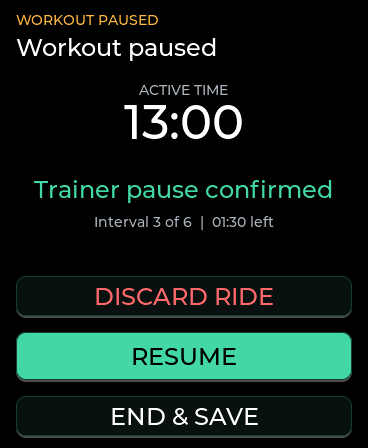 WORKOUT PAUSED
Workout paused
ACTIVE TIME
13:00
Trainer pause confirmed
Interval 3 of 6 | 01:30 left
DISCARD RIDE
RESUME
END & SAVE